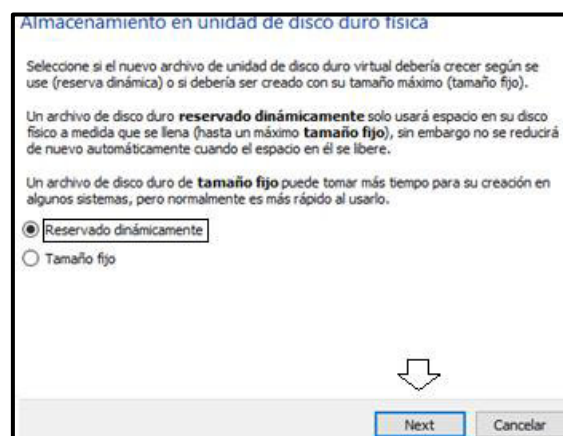 Almacenamiento en unidad de disco duro física
Seleccione si el nuevo archivo de unidad de disco duro virtual debería crecer según se
use (reserva dinámica) o si debería ser creado con su tamaño máximo (tamaño fijo).
Un archivo de disco duro reservado dinámicamente solo usará espacio en su disco
físico a medida que se llena (hasta un máximo tamaño fijo), sin embargo no se reducirá
de nuevo automáticamente cuando el espacio en él se libere.
Un archivo de disco duro de tamaño fijo puede tomar más tiempo para su creación en
algunos sistemas, pero normalmente es más rápido al usarlo.
Reservado dinámicamente
Tamaño fijo
Next
Cancelar